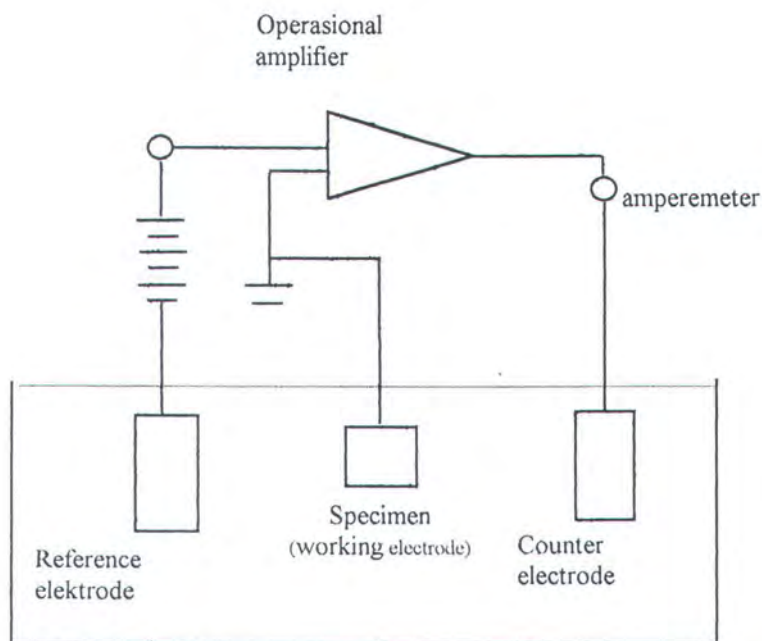 Operasional
amplifier
amperemeter
Reference
elektrode
Specimen
(working electrode)
Counter
electrode